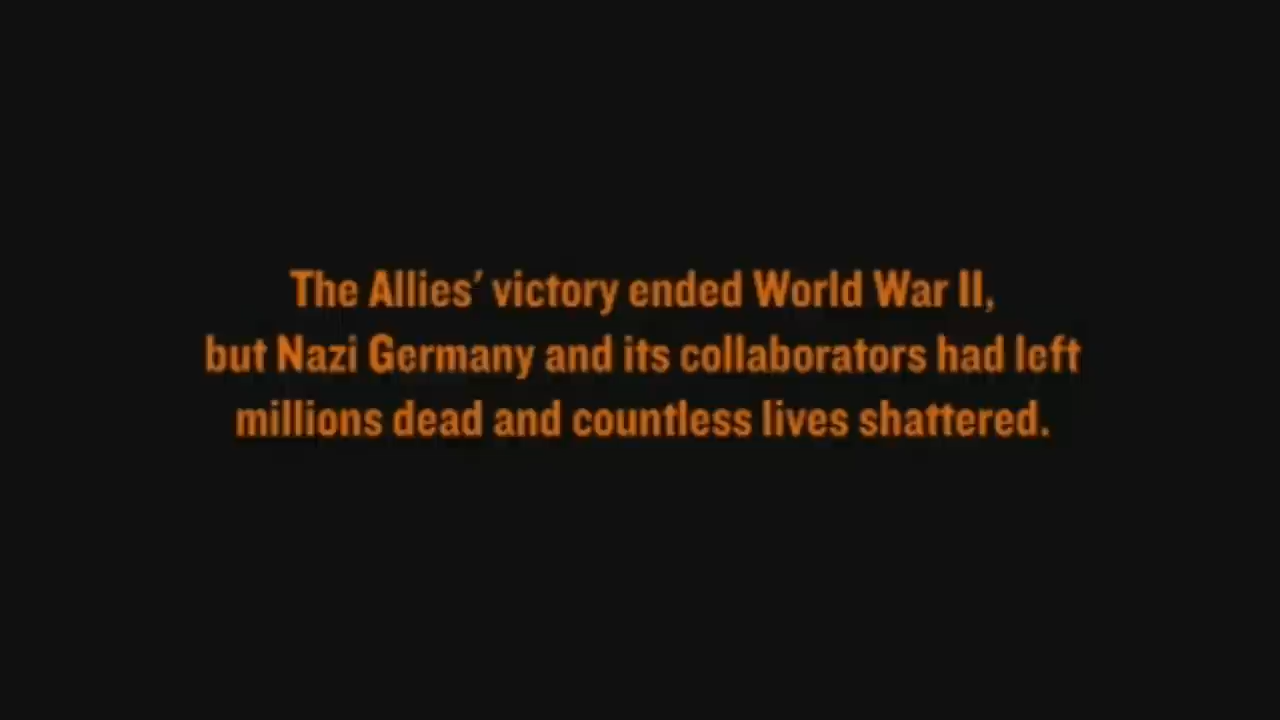 The Allies’ victory ended World War II,
but Nazi Germany and its collaborators had left
millions dead and countless lives shattered.